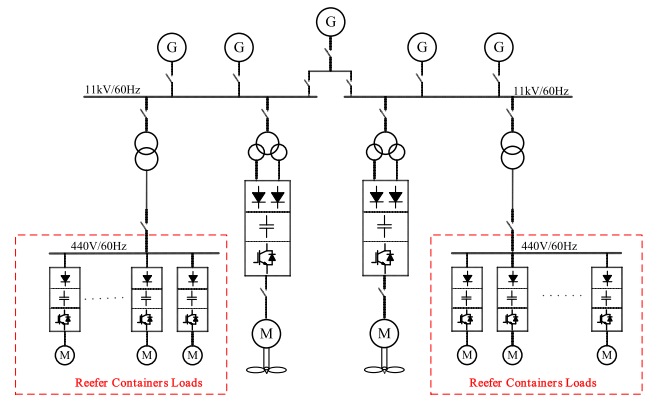 G
G G G G
11kV/60Hz 11kV/60Hz
440V/60Hz 440V/60Hz
M M
M M M M M M
Reefer Containers Loads Reefer Containers Loads